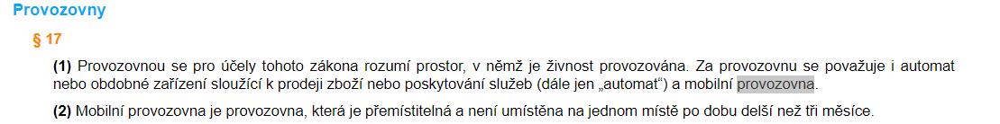 Provozovny
§ 17
(1) Provozovnou se pro účely tohoto zákona rozumí prostor, v němž je živnost provozována. Za provozovnu se považuje i automat
nebo obdobné zařízení sloužící k prodeji zboží nebo poskytování služeb (dále jen „automat“) a mobilní provozovna.
(2) Mobilní provozovna je provozovna, která je přemístitelná a není umístěna na jednom místě po dobu delší než tři měsíce.